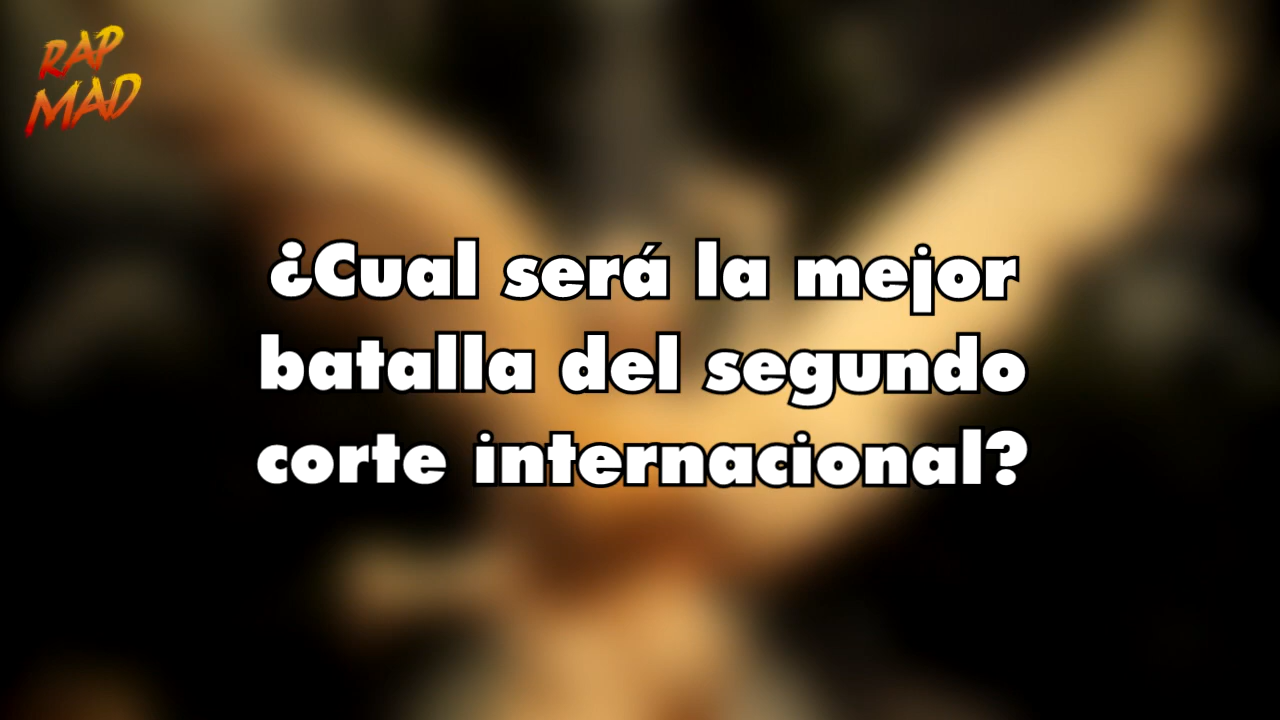 RAP
MAD
¿Cual será la mejor
batalla del segundo
corte internacional?